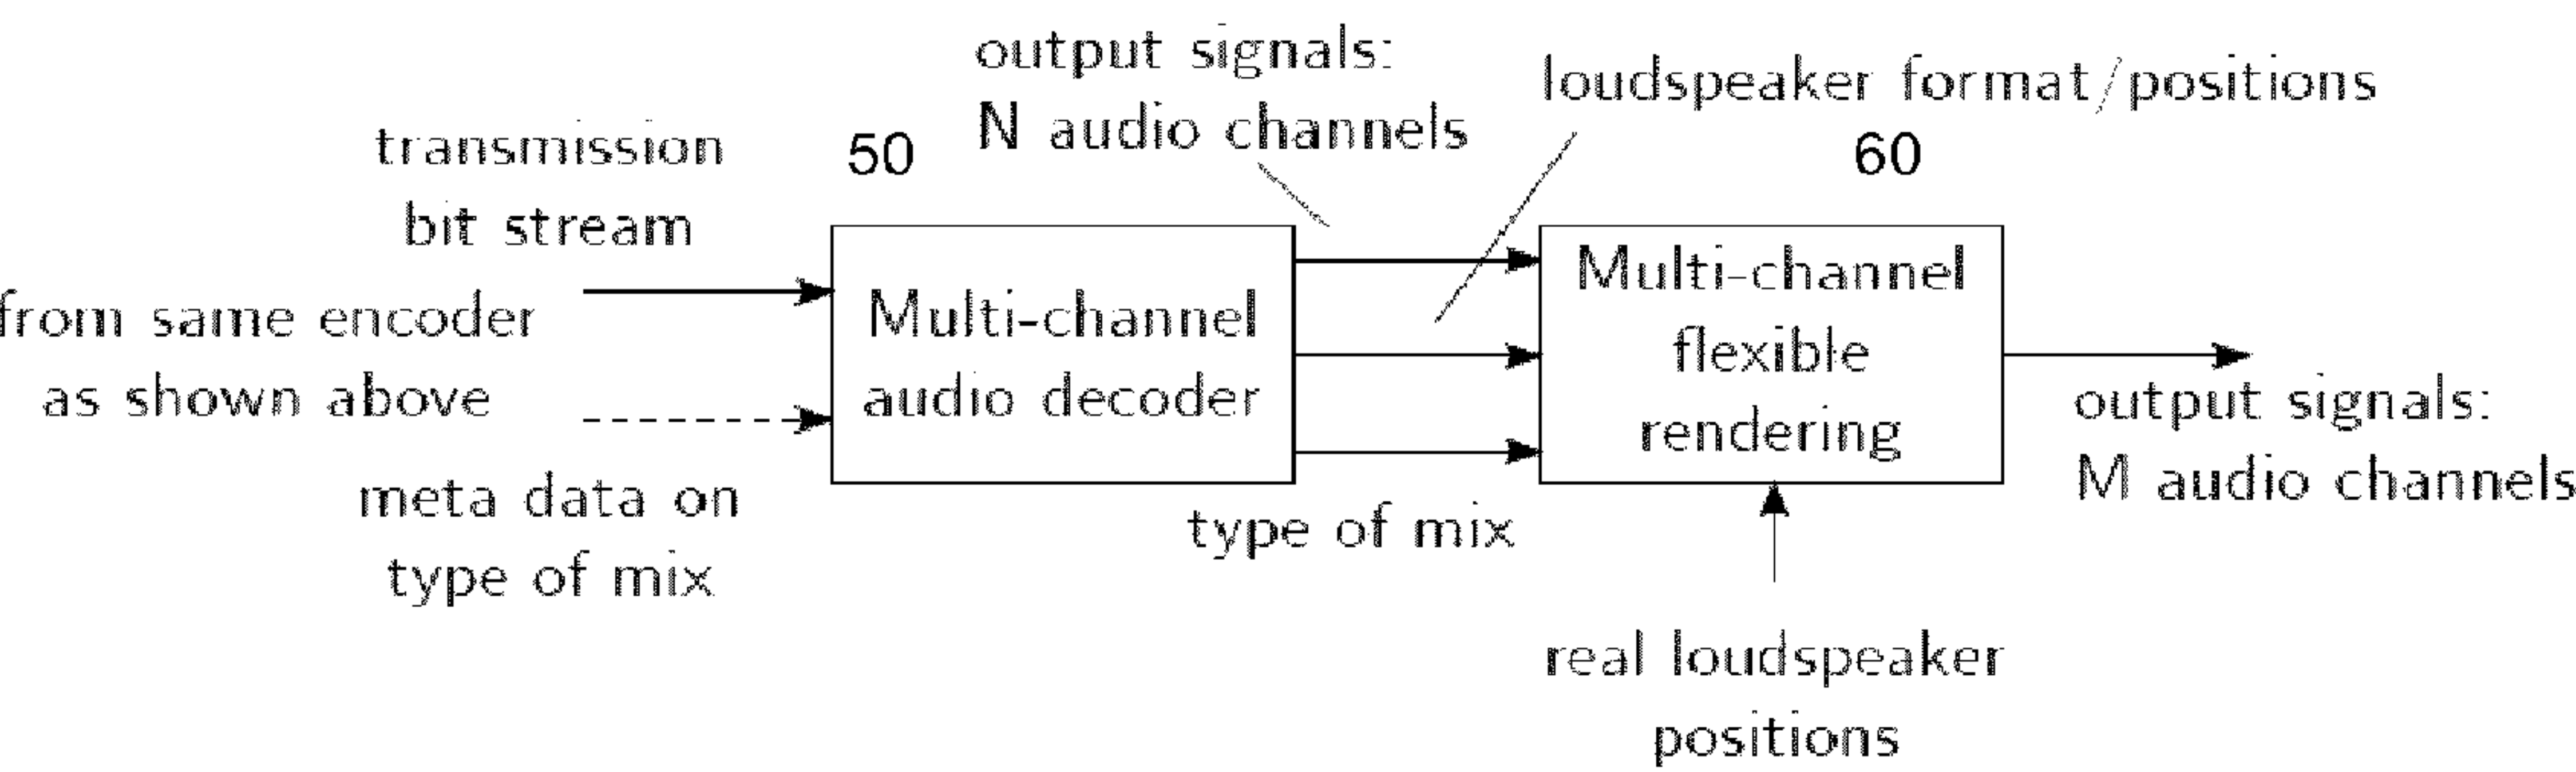 transmission
bit stream
from same encoder
as shown above
meta data on
type of mix
50
Multi-channel
audio decoder
output signals:
N audio channels
loudspeaker format/positions
type of mix
60
Multi-channel
flexible
rendering
real loudspeaker
positions
output signals:
M audio channels